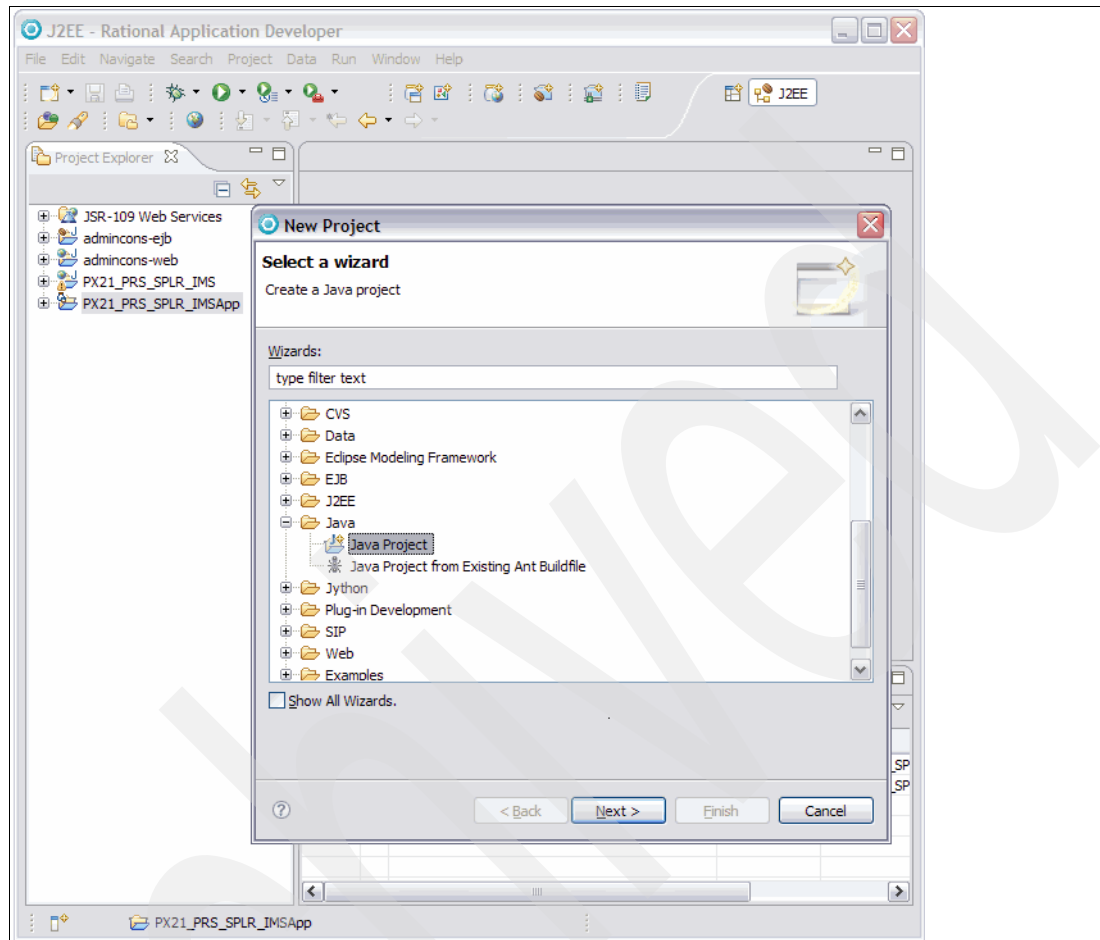 J2EE - Rational Application Developer
File Edit Navigate Search Project Data Run Window Help
J2EE
Project Explorer
JSR-109 Web Services
admincons-ejb
admincons-web
PX21_PRS_SPLR_IMS
PX21_PRS_SPLR_IMSApp
New Project
Select a wizard
Create a Java project
Wizards:
type filter text
CVS
Data
Eclipse Modeling Framework
EJB
J2EE
Java
Java Project
Java Project from Existing Ant Buildfile
Jython
Plug-in Development
SIP
Web
Examples
Show All Wizards.
_SP
_SP
< Back Next > Finish Cancel
PX21_PRS_SPLR_IMSApp